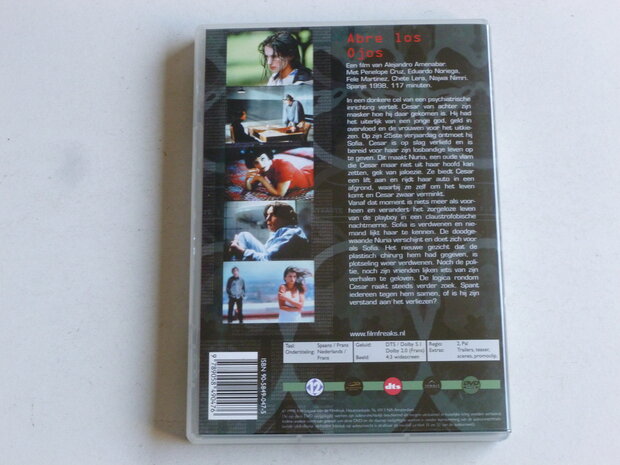 Abre los
Ojos
Een film van Alejandro Amenabar.
Met Penelope Cruz, Eduardo Noriega,
Fele Martinez, Chete Lera, Najwa Nimri.
Spanje 1998, 117 minuten.
In een donkere cel van een psychiatrische
inrichting vertelt Cesar van achter zijn
masker hoe hij daar gekomen is. Hij had
het uiterlijk van een jonge god, geld in
overvloed en de vrouwen voor het uitkie-
zen. Op zijn 25ste verjaardag ontmoet hij
Sofia. Cesar is op slag verliefd en is
bereid voor haar zijn losbandige leven op
te geven. Dit maakt Nuria, een oude vlam
die Cesar maar niet uit haar hoofd kan
zetten, gek van jaloezie. Ze biedt Cesar
een lift aan en rijdt haar auto in een
afgrond, waarbij ze zelf om het leven
komt en Cesar zwaar verminkt.
Vanaf dat moment is niets meer als voor-
heen en verandert het zorgeloze leven
van de playboy in een claustrofobische
nachtmerrie. Sofia is verdwenen en nie-
mand lijkt haar te kennen. De doodge-
waande Nuria verschijnt en doet zich voor
als Sofia. Het nieuwe gezicht dat de
plastisch chirurg hem had gegeven, is
plotseling weer verdwenen. Noch de poli-
tie, noch zijn vrienden lijken iets van zijn
verhalen te geloven. De logica rondom
Cesar raakt steeds verder zoek. Spant
iedereen tegen hem samen, of is hij zijn
verstand aan het verliezen?
www.filmfreaks.nl
Taal: Spaans / Frans
Ondertiteling: Nederlands /
Frans
Geluid: DTS / Dolby 5.1
Dolby 2.0 (Frans)
Beeld: 4:3 widescreen
Regio: 2, Pal
Extras: Trailers, teaser,
scenes, promoclip.
ISBN 90-5849-047-5
9789058490476
12
dts
DVD